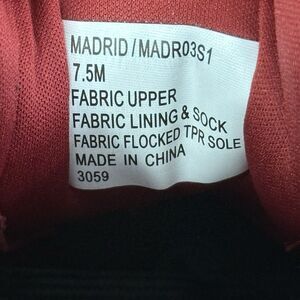 MADRID / MADR03S1
7.5M
FABRIC UPPER
FABRIC LINING & SOCK
FABRIC FLOCKED TPR SOLE
MADE IN CHINA
3059